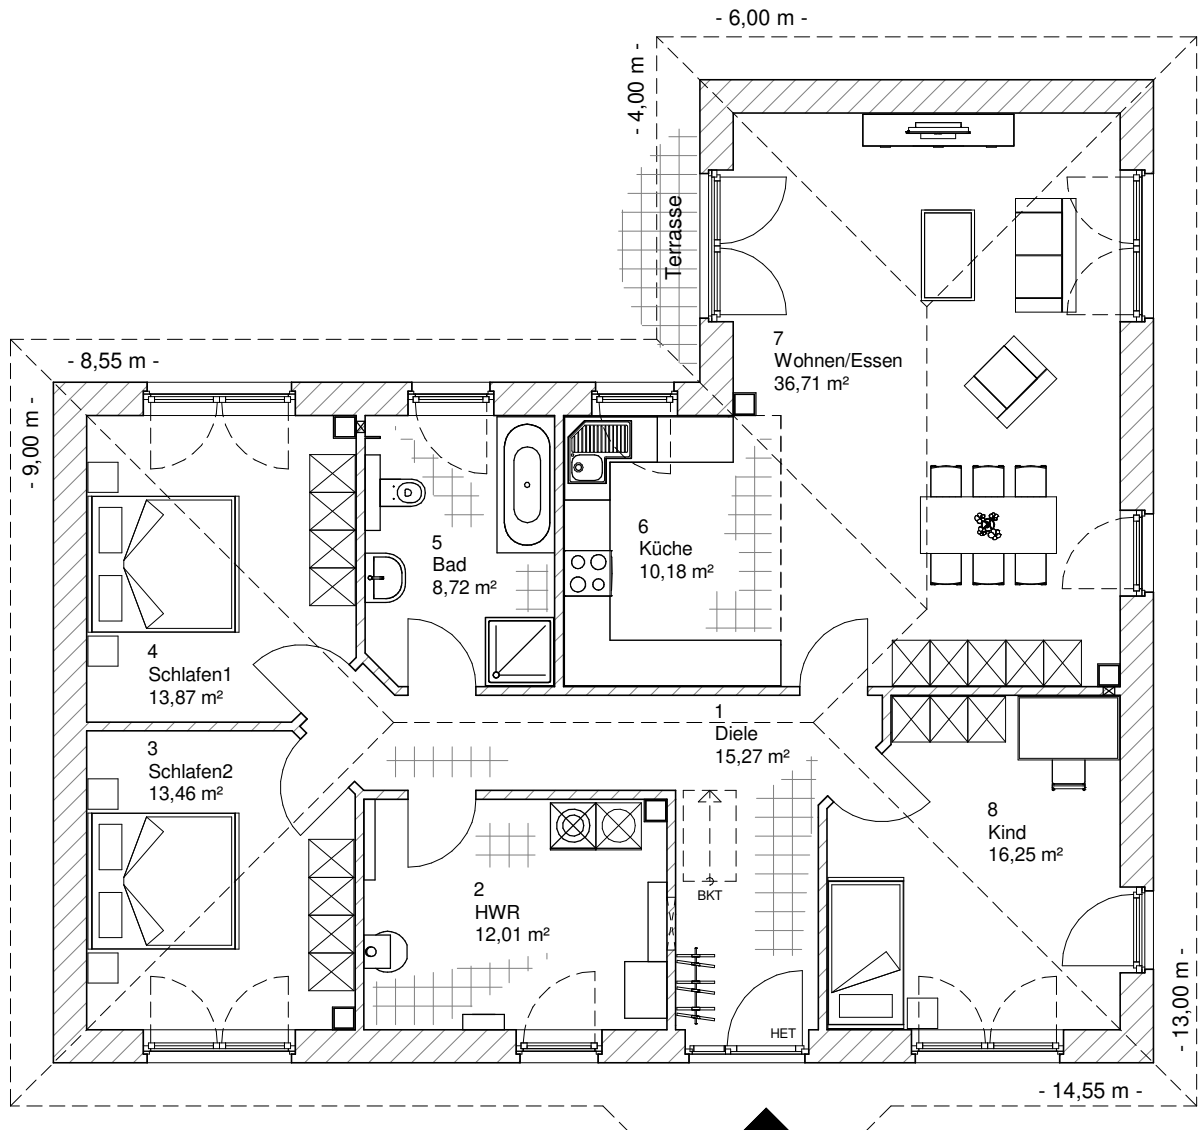 - 6,00 m -
- 4,00 m -
Terrasse
- 8,55 m -
- 9,00 m -
7
Wohnen/Essen
36,71 m²
6
Küche
10,18 m²
5
Bad
8,72 m²
4
Schlafen1
13,87 m²
1
Diele
15,27 m²
3
Schlafen2
13,46 m²
8
Kind
16,25 m²
2
HWR
12,01 m²
BKT
HET
- 13,00 m -
- 14,55 m -